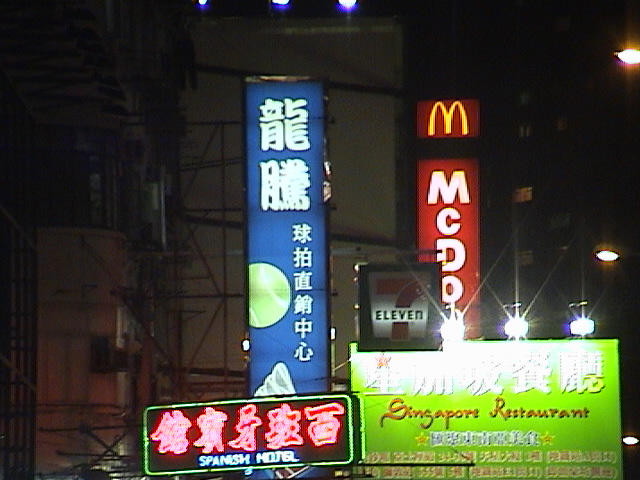 龍騰
球拍直銷中心
M
McDo
7
ELEVEN
星加坡餐廳
Singapore Restaurant
西班牙賓館
SPANISH HOTEL